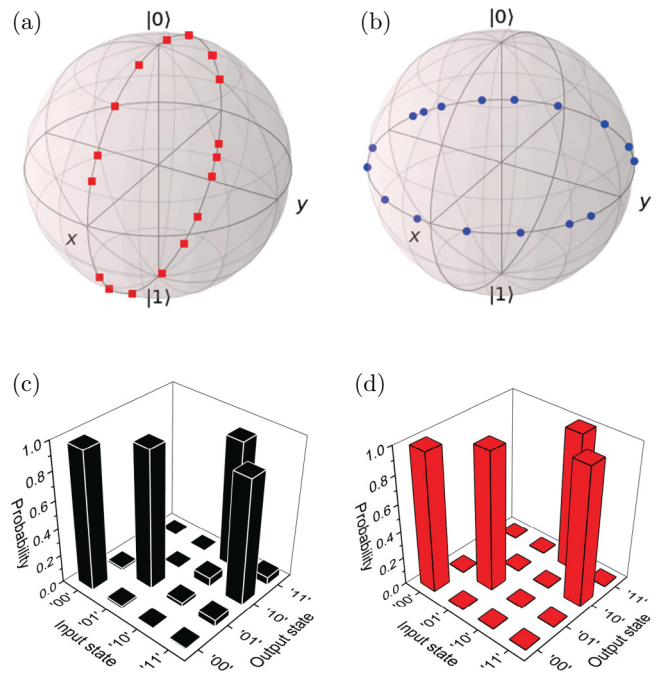 (a)
|0⟩
x
y
|1⟩
(b)
|0⟩
x
y
|1⟩
(c)
1.0
0.8
0.6
0.4
0.2
0.0
Probability
'00'
'01'
'10'
'11'
Input state
'00'
'01'
'10'
'11'
Output state
(d)
1.0
0.8
0.6
0.4
0.2
0.0
Probability
'00'
'01'
'10'
'11'
Input state
'00'
'01'
'10'
'11'
Output state